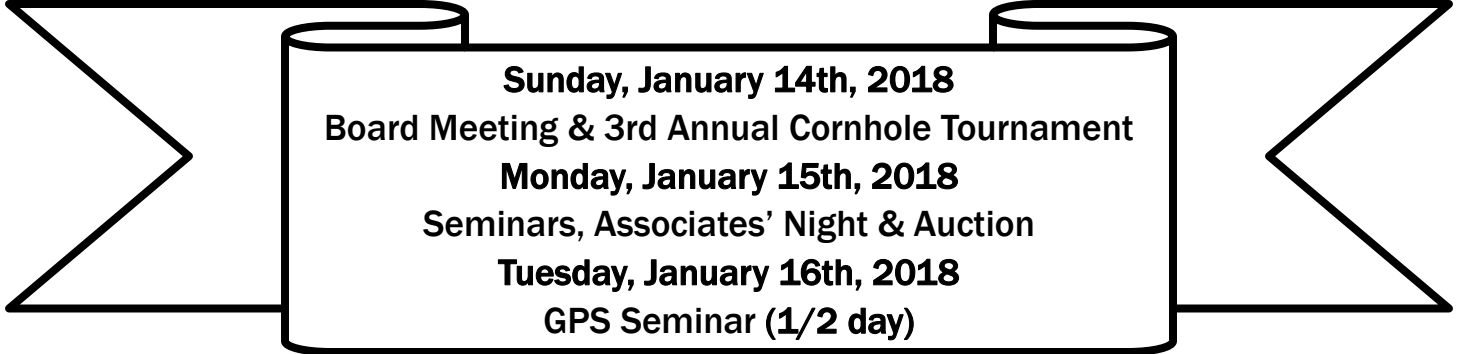 Sunday, January 14th, 2018
Board Meeting & 3rd Annual Cornhole Tournament
Monday, January 15th, 2018
Seminars, Associates’ Night & Auction
Tuesday, January 16th, 2018
GPS Seminar (1/2 day)